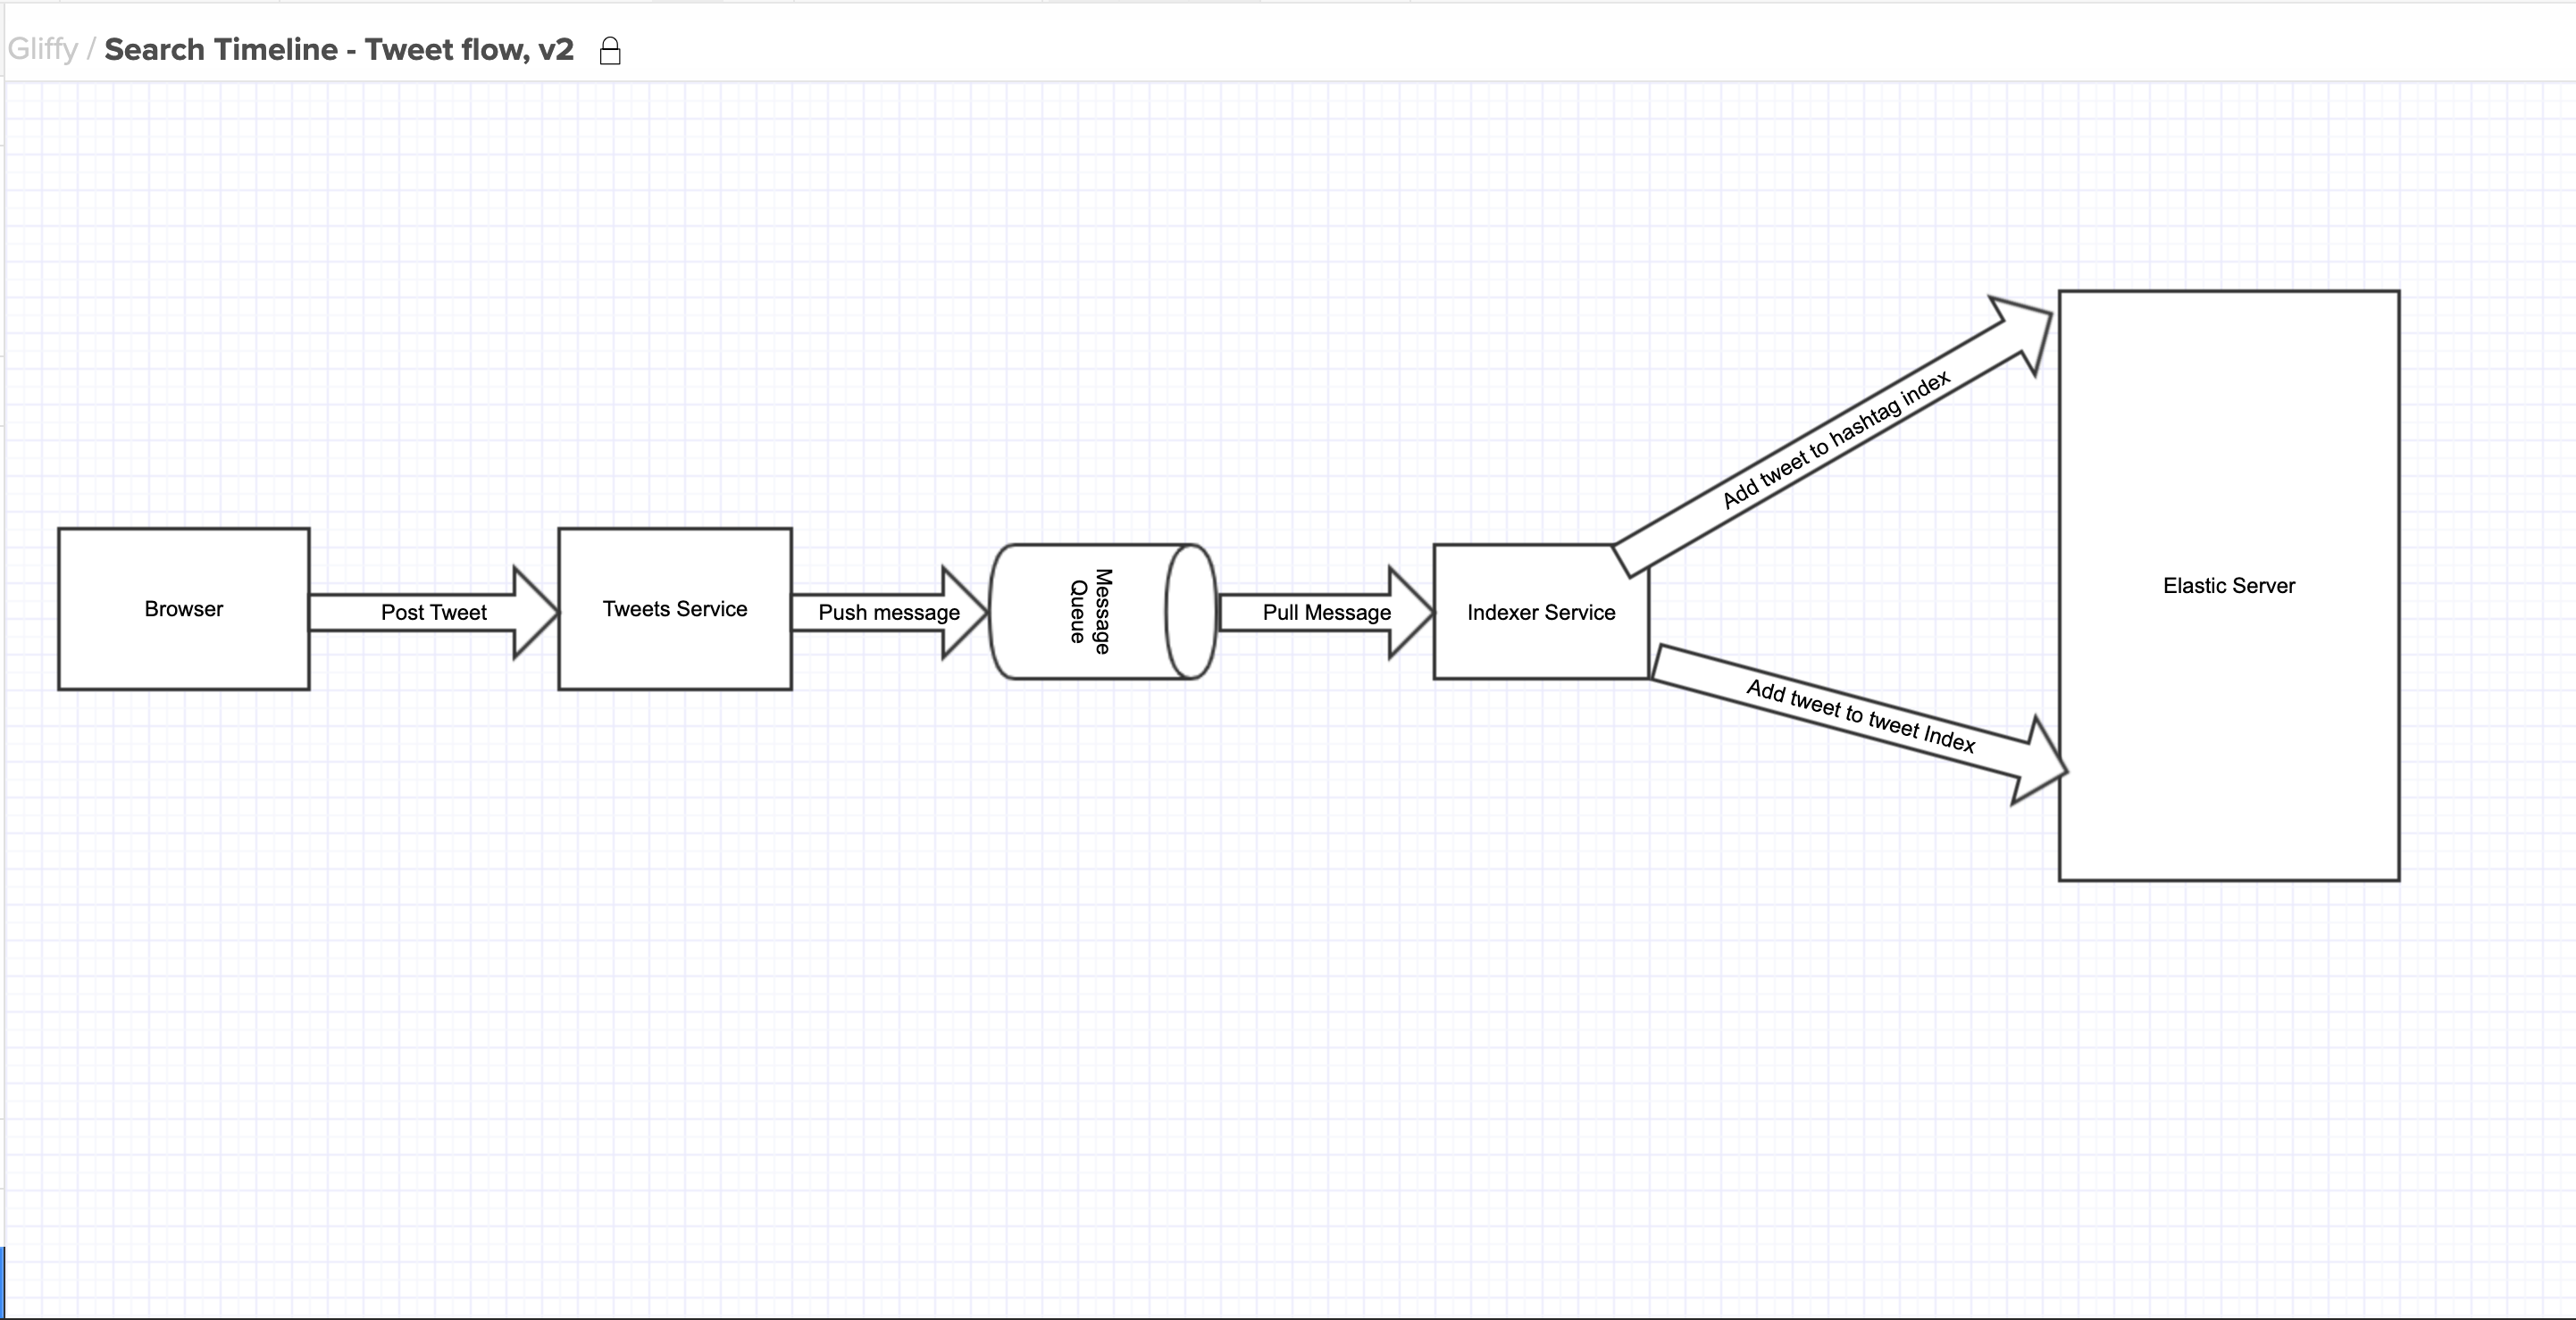 Gliffy / Search Timeline - Tweet flow, v2
Browser
Post Tweet
Tweets Service
Push message
Message
Queue
Pull Message
Indexer Service
Add tweet to hashtag index
Add tweet to tweet Index
Elastic Server